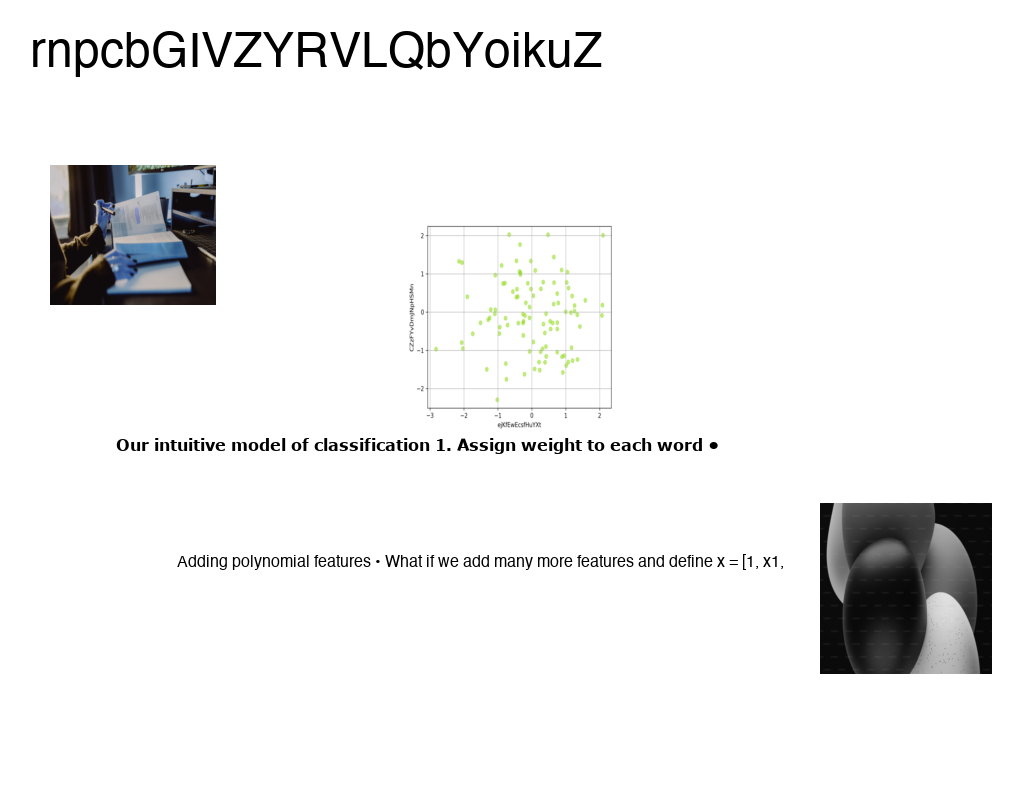 rnpcbGIVZYRVLQbYoikuZ
2
1
0
−1
−2
−3 −2 −1 0 1 2
ejKfEwEcsfHuYXt
Our intuitive model of classification 1. Assign weight to each word •
Adding polynomial features • What if we add many more features and define x = [1, x1,